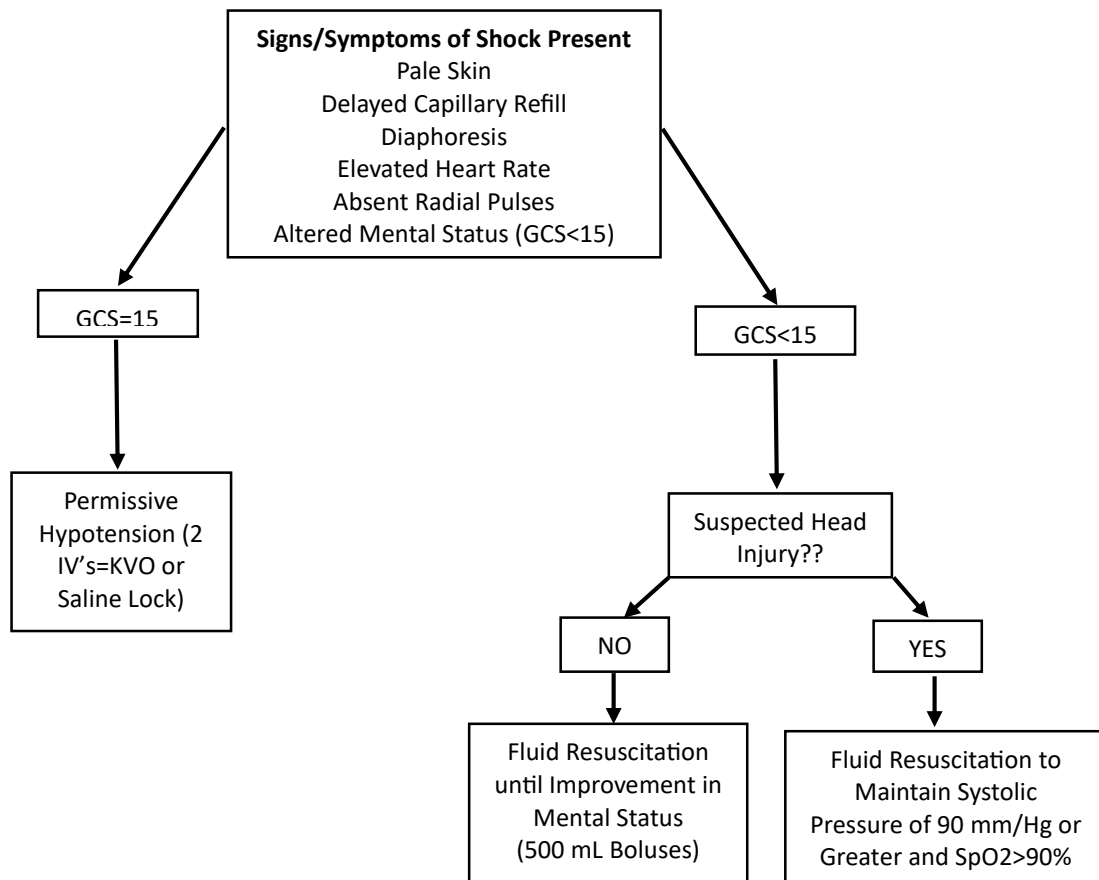 Signs/Symptoms of Shock Present
Pale Skin
Delayed Capillary Refill
Diaphoresis
Elevated Heart Rate
Absent Radial Pulses
Altered Mental Status (GCS<15)
GCS=15
GCS<15
Permissive
Hypotension (2
IV's=KVO or
Saline Lock)
Suspected Head
Injury??
NO
YES
Fluid Resuscitation
until Improvement in
Mental Status
(500 mL Boluses)
Fluid Resuscitation to
Maintain Systolic
Pressure of 90 mm/Hg or
Greater and SpO2>90%